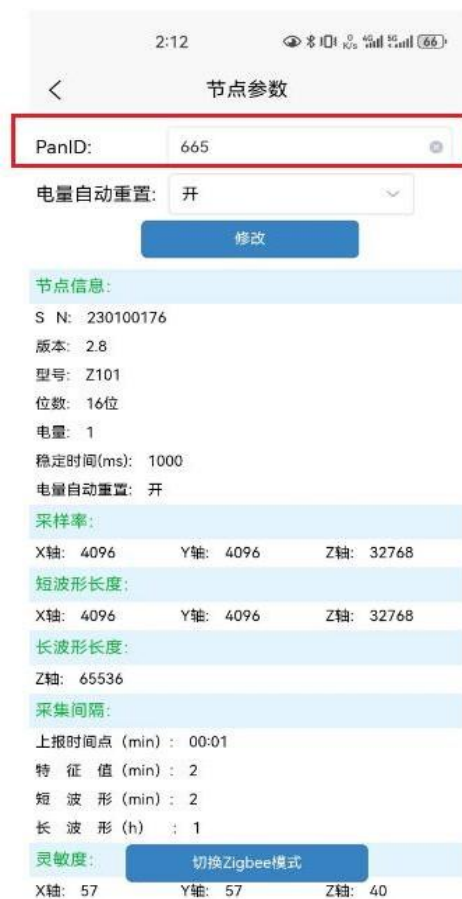 2:12 K/s 4G 5G 66
节点参数
PanID: 665
电量自动重置: 开
修改
节点信息:
S N: 230100176
版本: 2.8
型号: Z101
位数: 16位
电量: 1
稳定时间(ms): 1000
电量自动重置: 开
采样率:
X轴: 4096 Y轴: 4096 Z轴: 32768
短波形长度:
X轴: 4096 Y轴: 4096 Z轴: 32768
长波形长度:
Z轴: 65536
采集间隔:
上报时间点 (min) : 00:01
特 征 值 (min) : 2
短 波 形 (min) : 2
长 波 形 (h) : 1
灵敏度: 切换Zigbee模式
X轴: 57 Y轴: 57 Z轴: 40